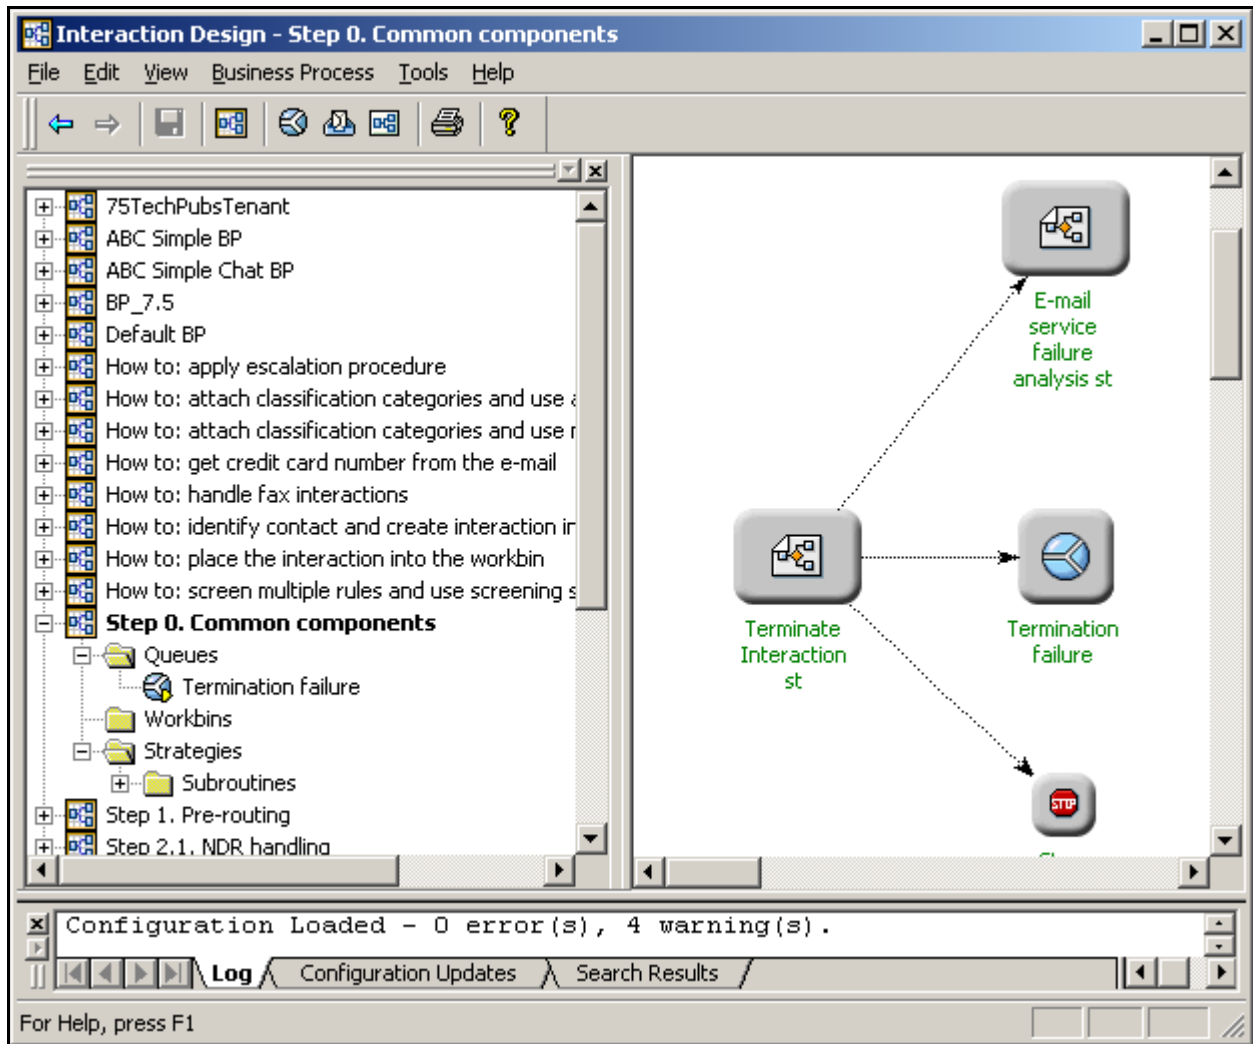 Interaction Design - Step 0. Common components
File Edit View Business Process Tools Help
75TechPubsTenant
ABC Simple BP
ABC Simple Chat BP
BP_7.5
Default BP
How to: apply escalation procedure
How to: attach classification categories and use
How to: attach classification categories and use
How to: get credit card number from the e-mail
How to: handle fax interactions
How to: identify contact and create interaction in
How to: place the interaction into the workbin
How to: screen multiple rules and use screening s
Step 0. Common components
Queues
Termination failure
Workbins
Strategies
Subroutines
Step 1. Pre-routing
Step 2.1. NDR handling
E-mail
service
failure
analysis st
Terminate
Interaction
st
Termination
failure
STOP
Configuration Loaded - 0 error(s), 4 warning(s).
Log Configuration Updates Search Results
For Help, press F1